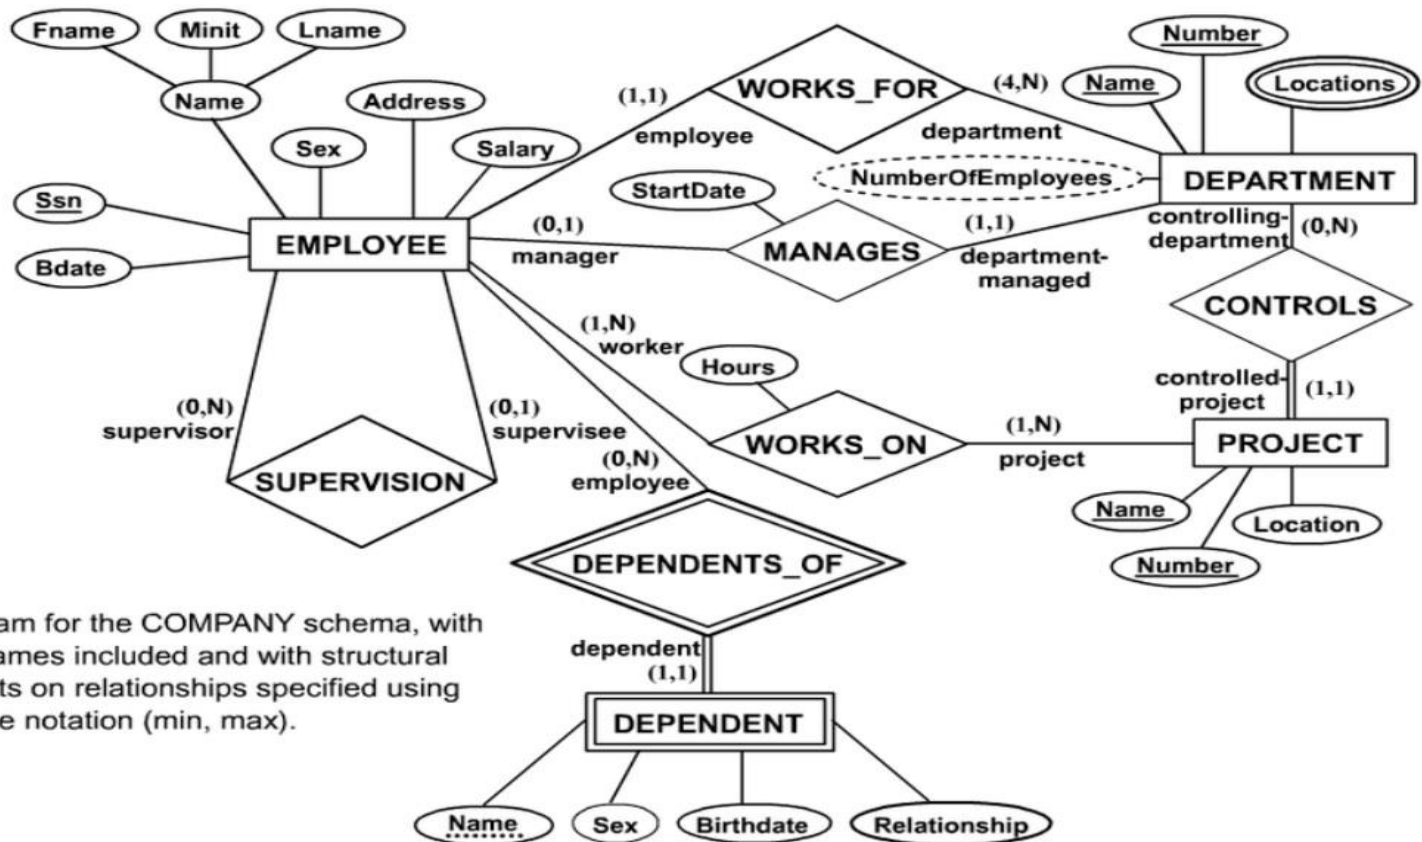 Fname
Minit
Lname
Number
Name
Address
(1,1)
WORKS_FOR
(4,N)
Name
Locations
Sex
Salary
employee
department
Ssn
StartDate
NumberOfEmployees
DEPARTMENT
EMPLOYEE
(0,1)
manager
MANAGES
(1,1)
department-
managed
controlling-
department
(0,N)
Bdate
CONTROLS
(1,N)
worker
Hours
controlled-
project
(1,1)
(0,N)
supervisor
(0,1)
supervisee
WORKS_ON
(1,N)
project
PROJECT
SUPERVISION
(0,N)
employee
Name
Location
Number
DEPENDENTS_OF
am for the COMPANY schema, with
ames included and with structural
ts on relationships specified using
e notation (min, max).
dependent
(1,1)
DEPENDENT
Name
Sex
Birthdate
Relationship